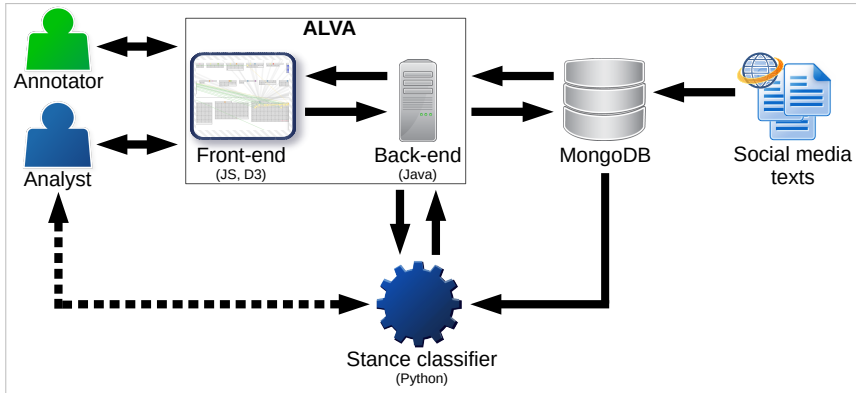 ALVA
Annotator
Analyst
Front-end
(JS, D3)
Back-end
(Java)
MongoDB
Social media
texts
Stance classifier
(Python)